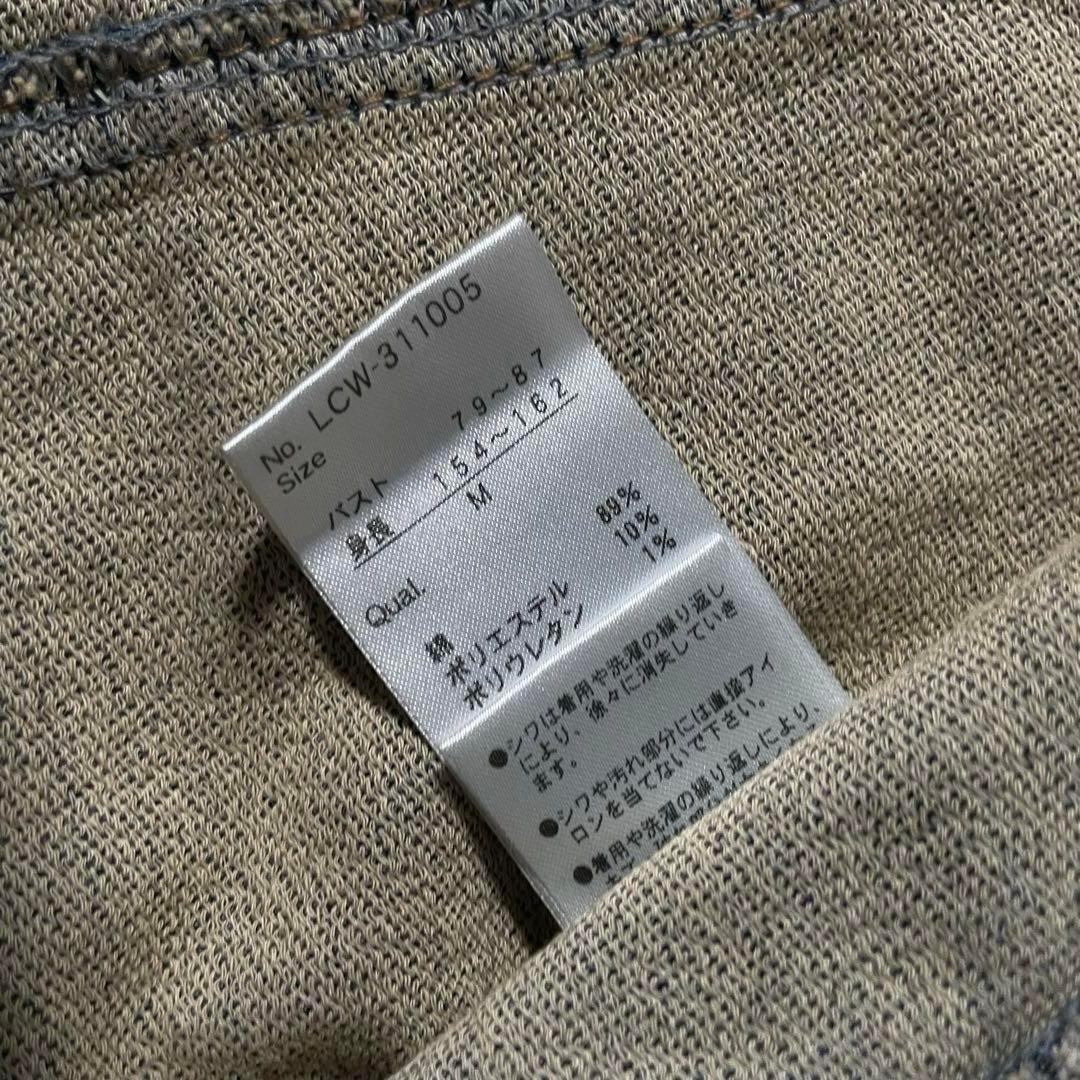 No. LCW-311005
Size
バスト 79～87
身長 154～162
M
Qual.
綿 89%
ポリエステル 10%
ポリウレタン 1%
●シワは着用や洗濯の繰り返し
により、徐々に消失していき
ます。
●シワや汚れ部分には直接アイ
ロンを当てないで下さい。
●着用や洗濯の繰り返しにより、